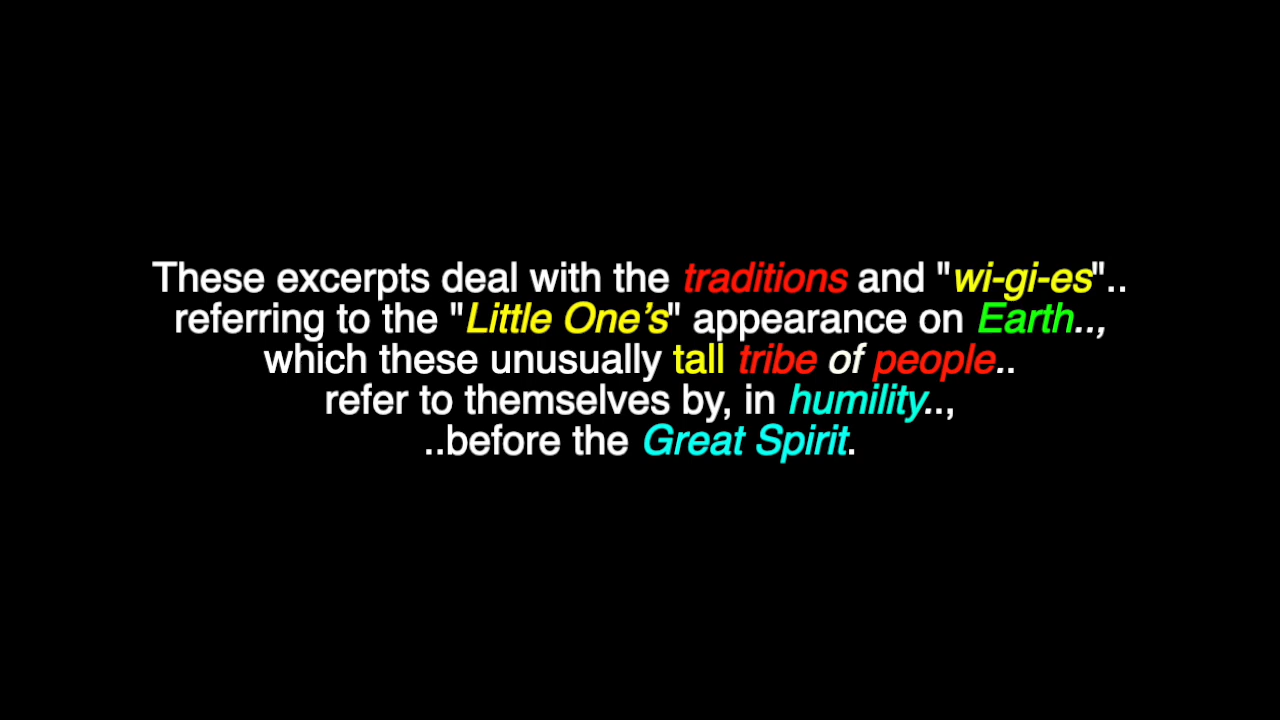 These excerpts deal with the traditions and "wi-gi-es"..
referring to the "Little One’s" appearance on Earth..,
which these unusually tall tribe of people..
refer to themselves by, in humility..,
..before the Great Spirit.